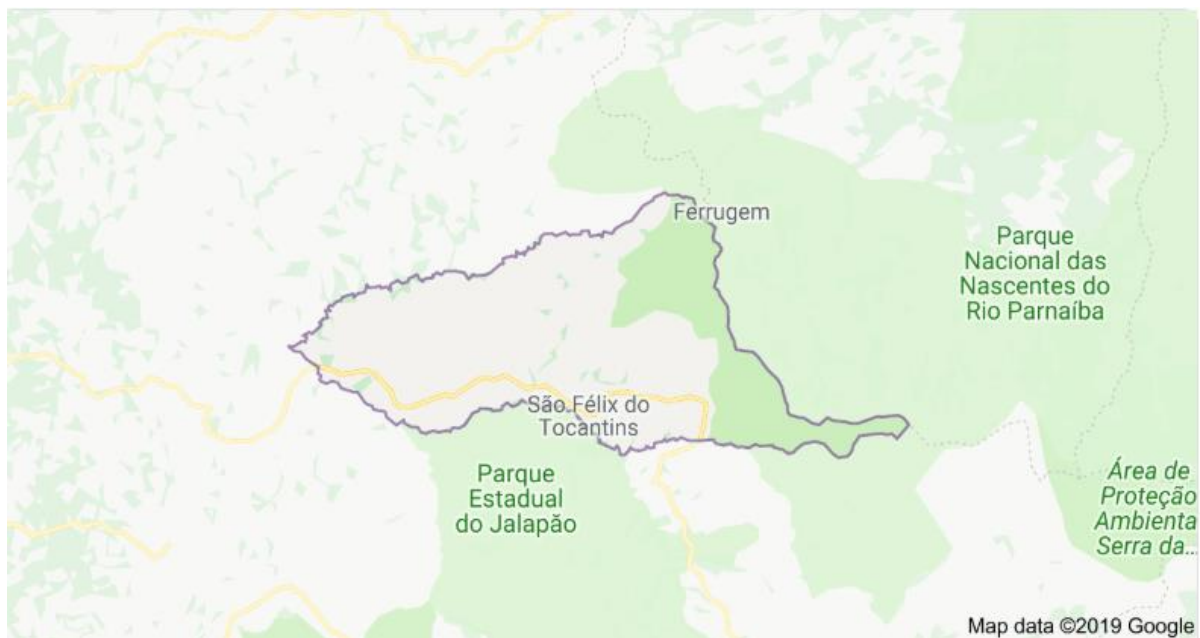 Ferrugem
Parque
Nacional das
Nascentes do
Rio Parnaíba
São Félix do
Tocantins
Parque
Estadual
do Jalapão
Área de
Proteção
Ambienta
Serra da...
Map data ©2019 Google